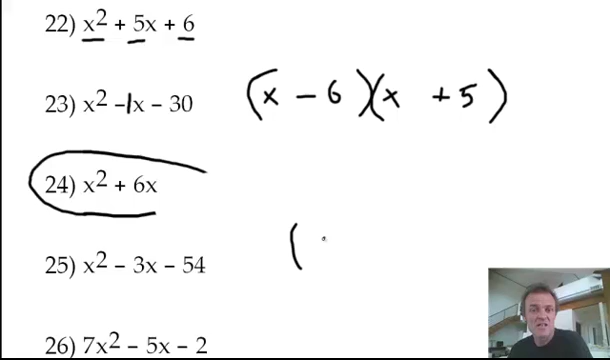 22) x² + 5x + 6
23) x² -1x - 30 (x - 6)(x + 5)
24) x² + 6x
25) x² - 3x - 54 (
26) 7x² - 5x - 2